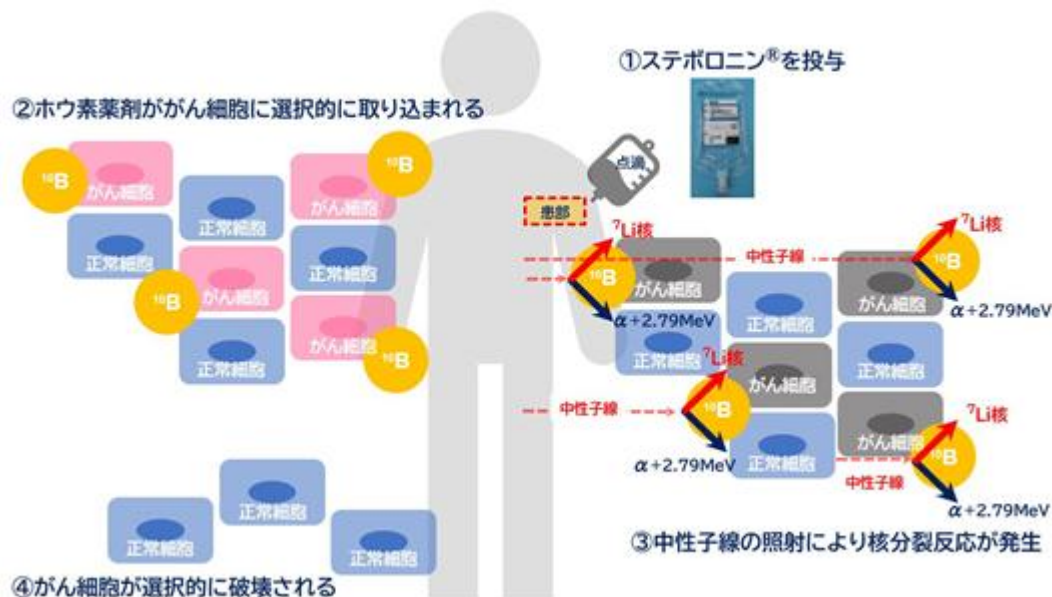 ①ステボロニン®を投与
②ホウ素薬剤ががん細胞に選択的に取り込まれる
点滴
患部
¹⁰B
がん細胞
正常細胞
がん細胞
¹⁰B
正常細胞
正常細胞
¹⁰B
がん細胞
正常細胞
がん細胞
¹⁰B
⁷Li核
¹⁰B
がん細胞
α+2.79MeV
中性子線
⁷Li核
¹⁰B
がん細胞
α+2.79MeV
正常細胞
正常細胞
正常細胞
⁷Li核
がん細胞
中性子線
¹⁰B
α+2.79MeV
正常細胞
がん細胞
⁷Li核
¹⁰B
中性子線
α+2.79MeV
③中性子線の照射により核分裂反応が発生
正常細胞
正常細胞
正常細胞
④がん細胞が選択的に破壊される